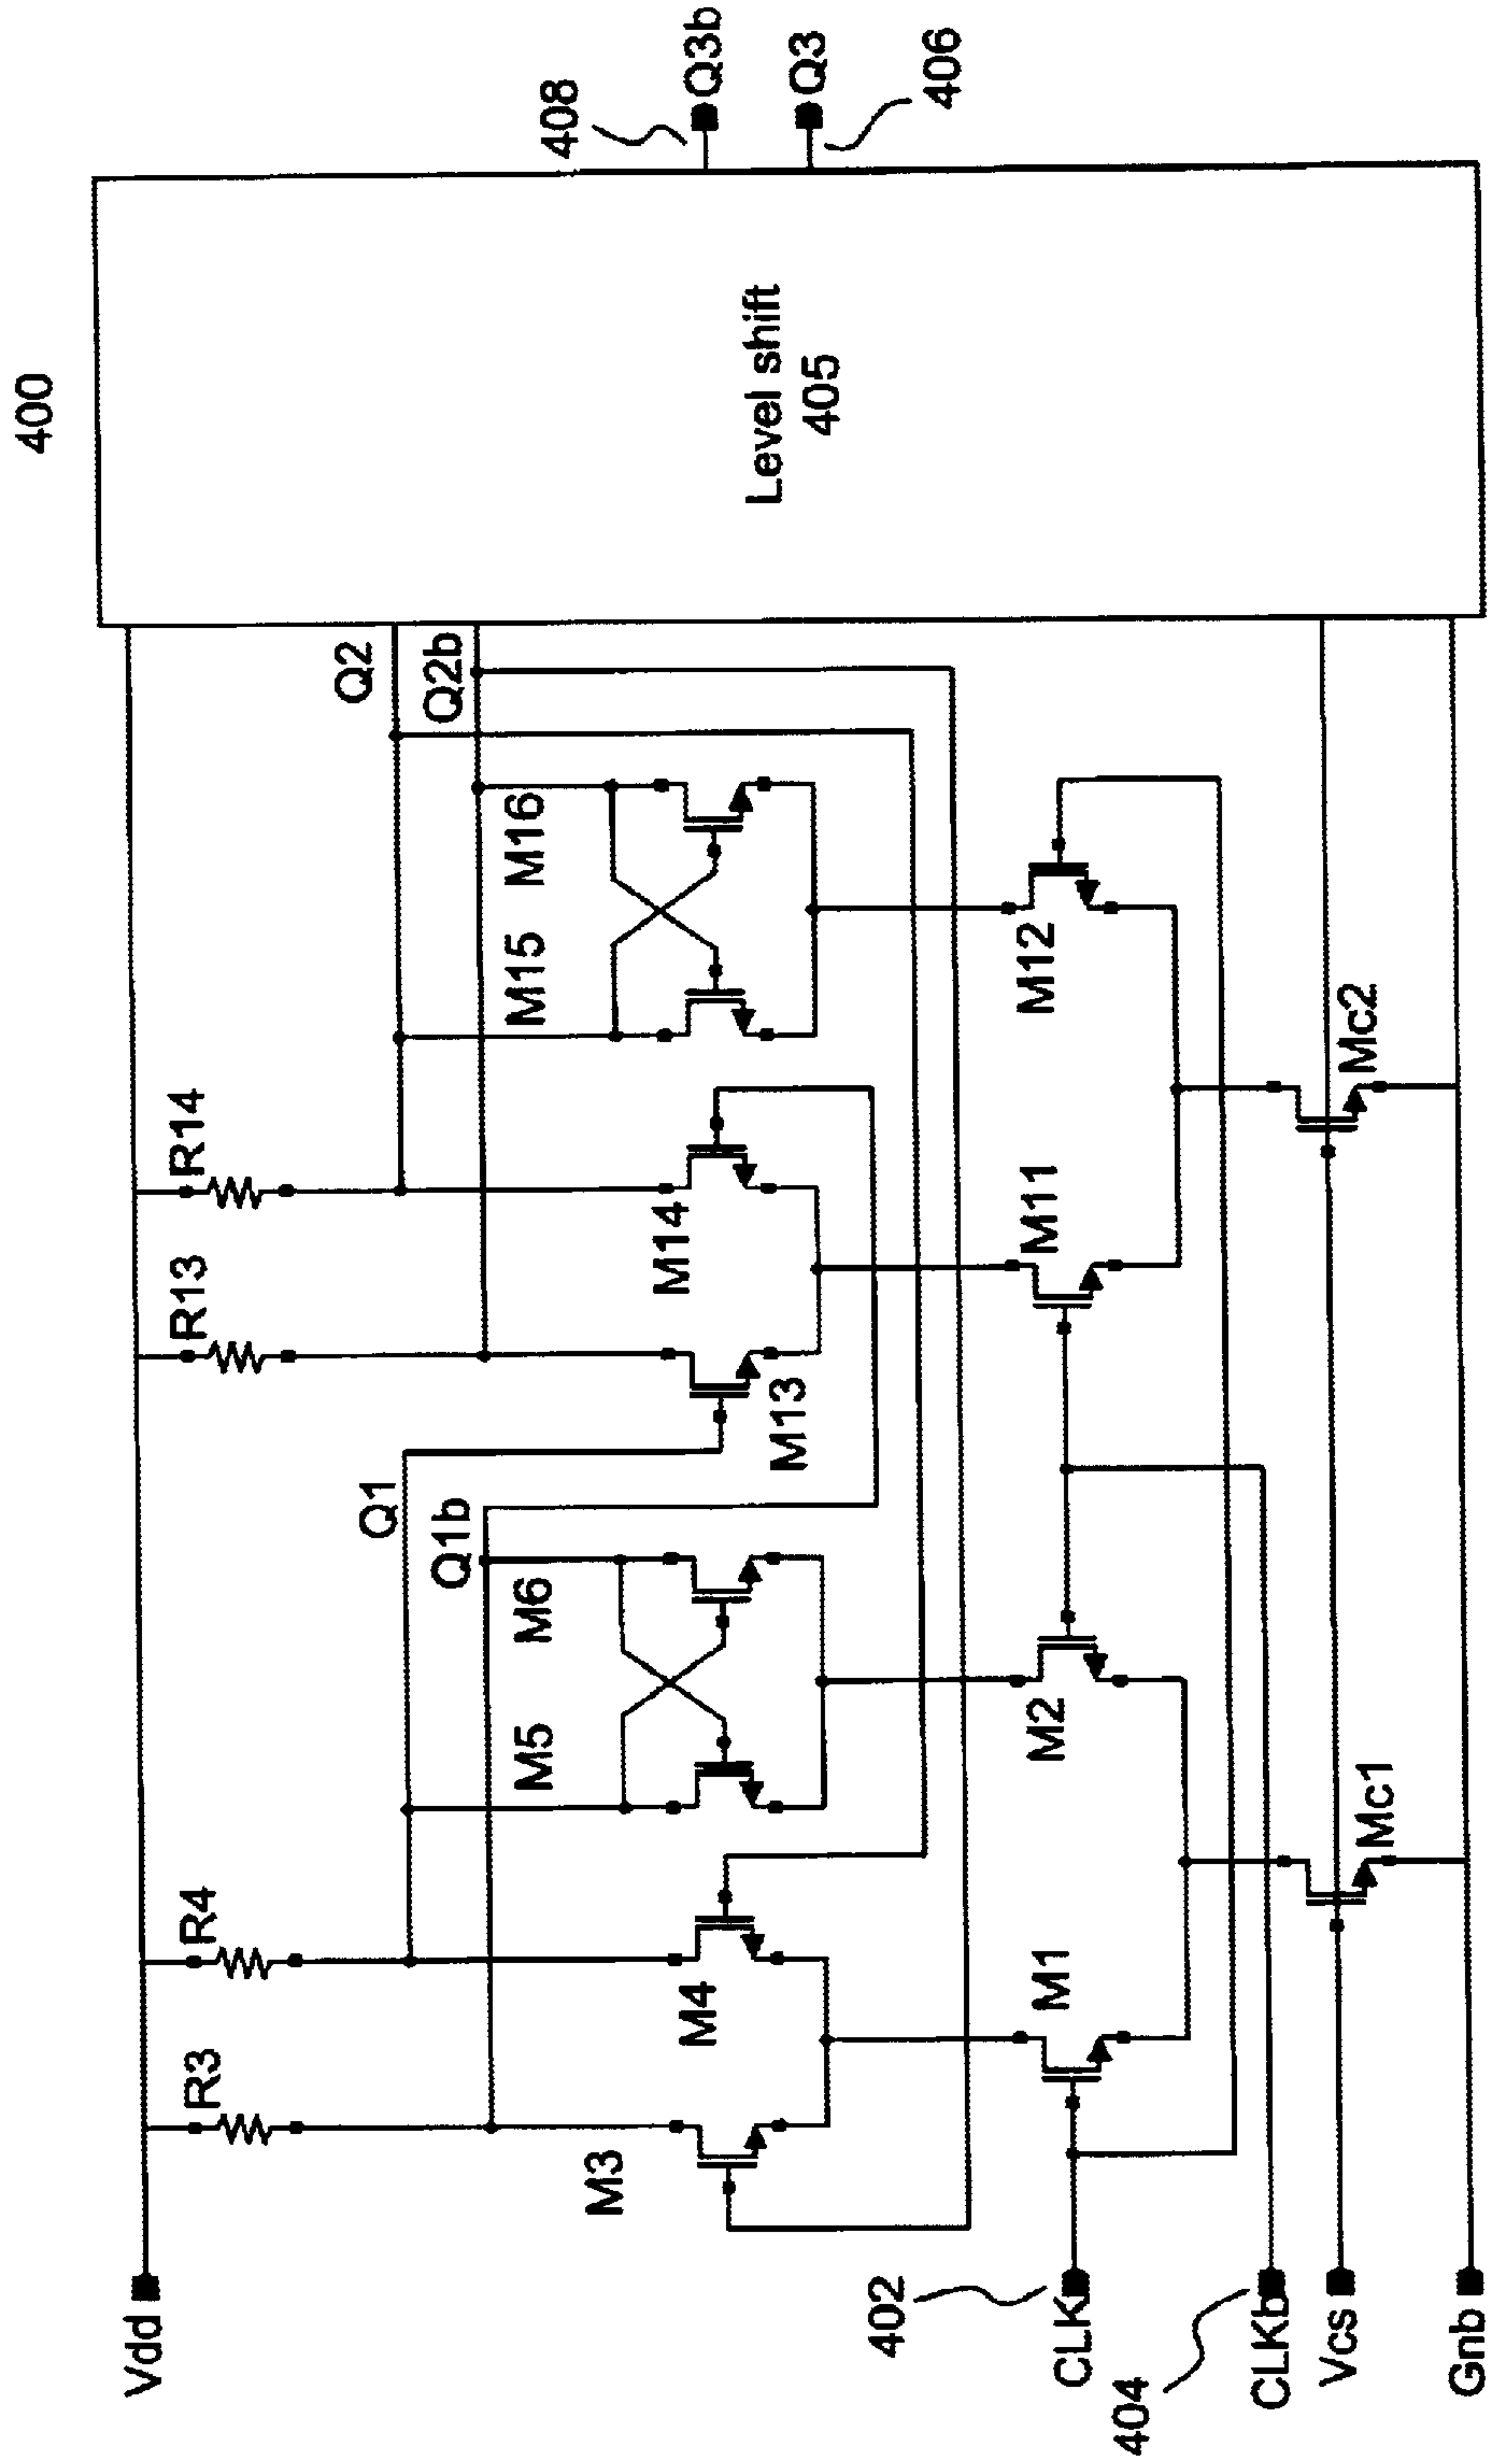 400
Vdd
R3
R4
R13
R14
Q1
Q1b
Q2
Q2b
M5
M6
M15
M16
M3
M4
M13
M14
Level shift
405
408
Q3b
Q3
406
402
CLK
M1
M2
M11
M12
404
CLKb
Vcs
Mc1
Mc2
Gnb